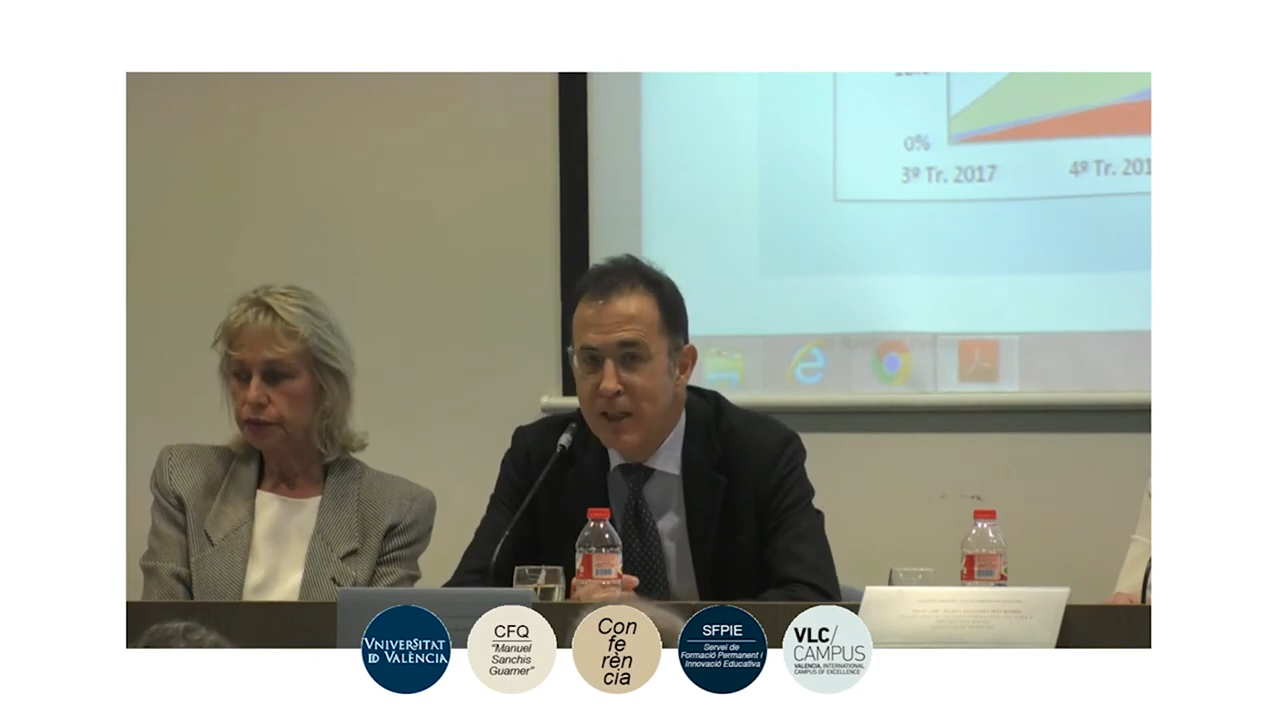 0%
3º Tr. 2017
4º Tr. 201
VNIVERSITAT
ID VALÈNCIA
CFQ
"Manuel
Sanchis
Guarner"
Con
fe
rèn
cia
SFPIE
Servei de
Formació Permanent i
Innovació Educativa
VLC/
CAMPUS
VALENCIA, INTERNATIONAL
CAMPUS OF EXCELLENCE